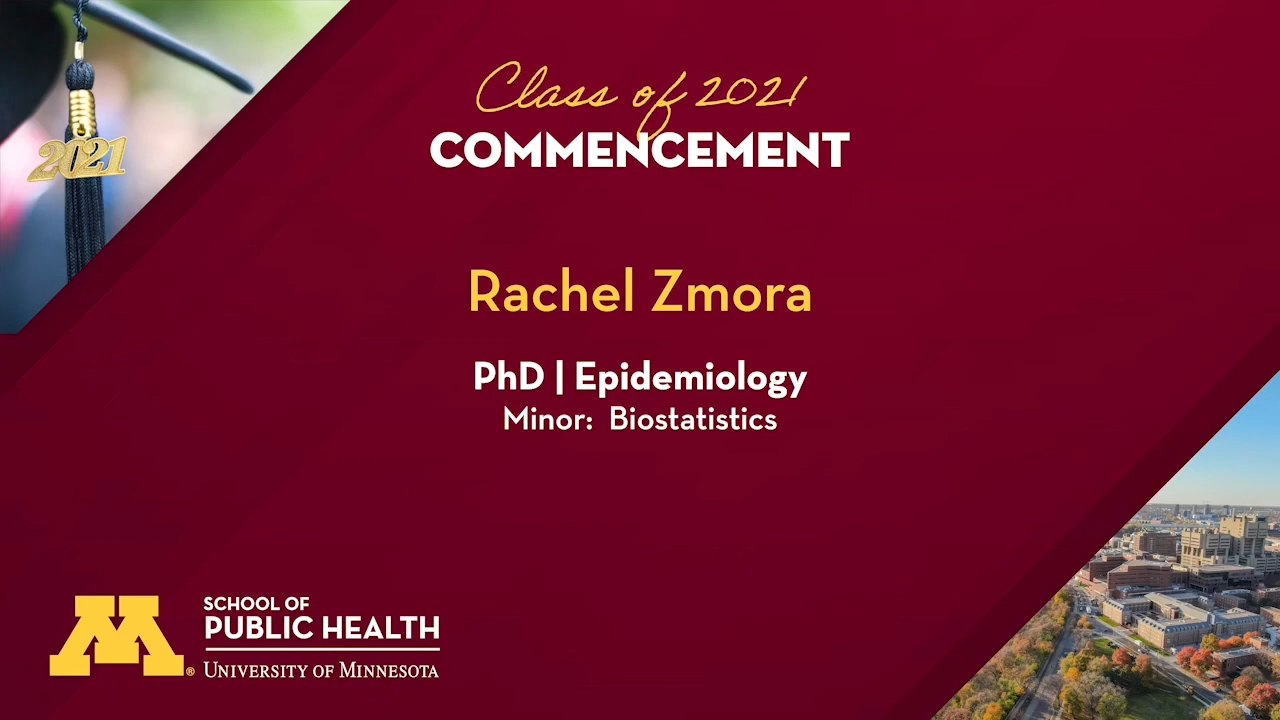 2021
Class of 2021
COMMENCEMENT
Rachel Zmora
PhD | Epidemiology
Minor: Biostatistics
M®
SCHOOL OF
PUBLIC HEALTH
UNIVERSITY OF MINNESOTA